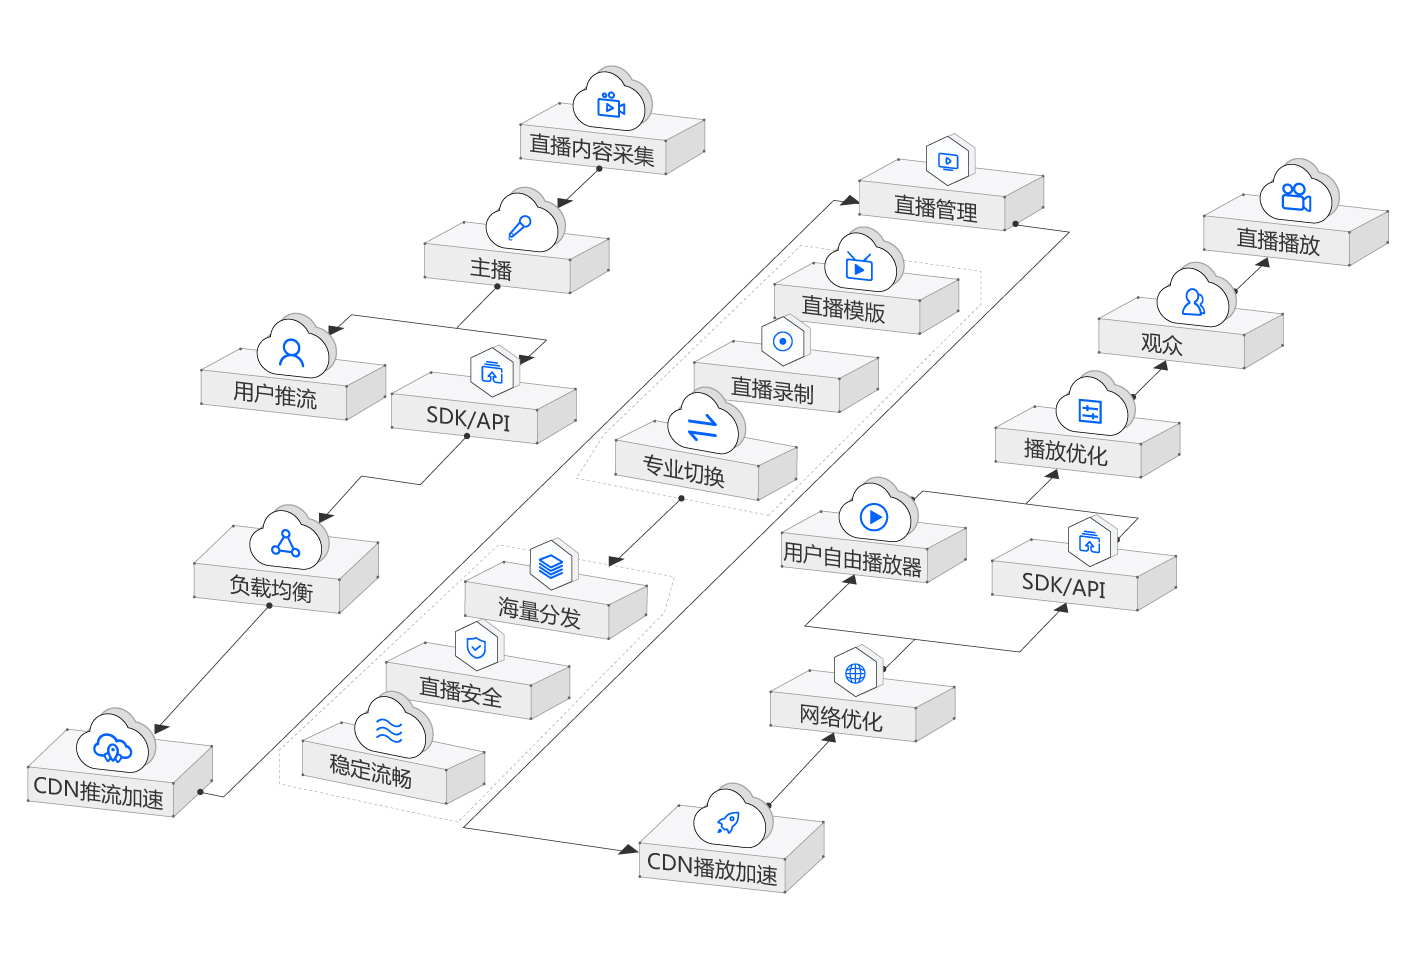 直播内容采集
主播
用户推流
SDK/API
负载均衡
CDN推流加速
直播管理
直播模版
直播录制
专业切换
海量分发
直播安全
稳定流畅
直播播放
观众
播放优化
用户自由播放器
SDK/API
网络优化
CDN播放加速